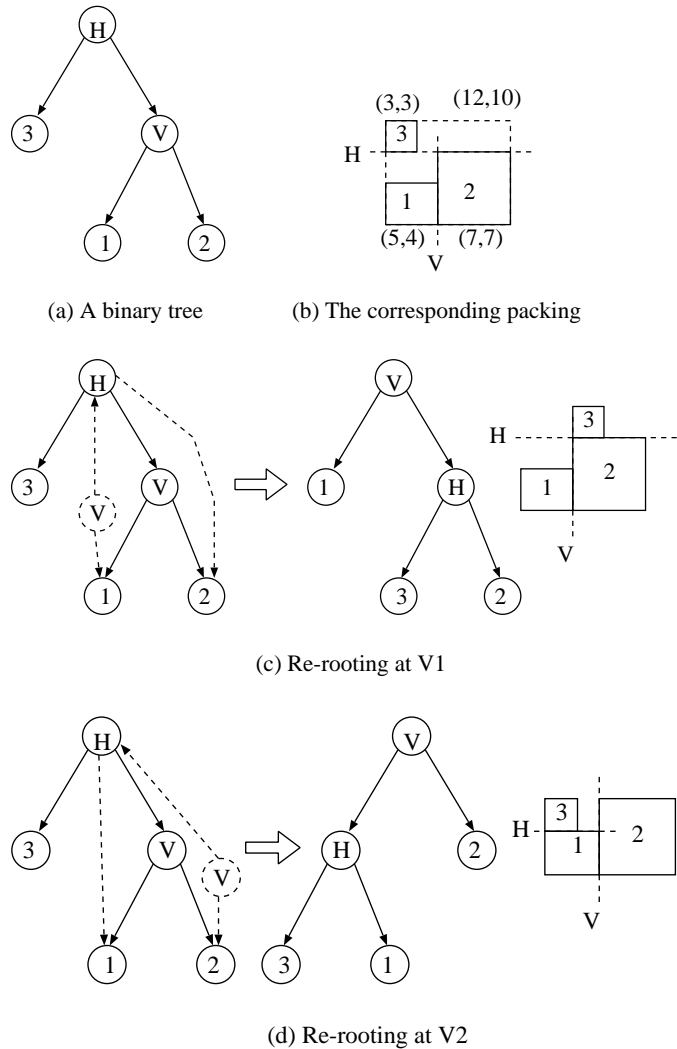 H
3
V
1
2
(3,3)
(12,10)
3
H
1
2
(5,4)
(7,7)
V
(a) A binary tree
(b) The corresponding packing
H
3
V
V
1
2
V
1
H
3
2
3
H
1
2
V
(c) Re-rooting at V1
H
3
V
V
1
2
V
H
2
3
1
3
H
1
2
V
(d) Re-rooting at V2